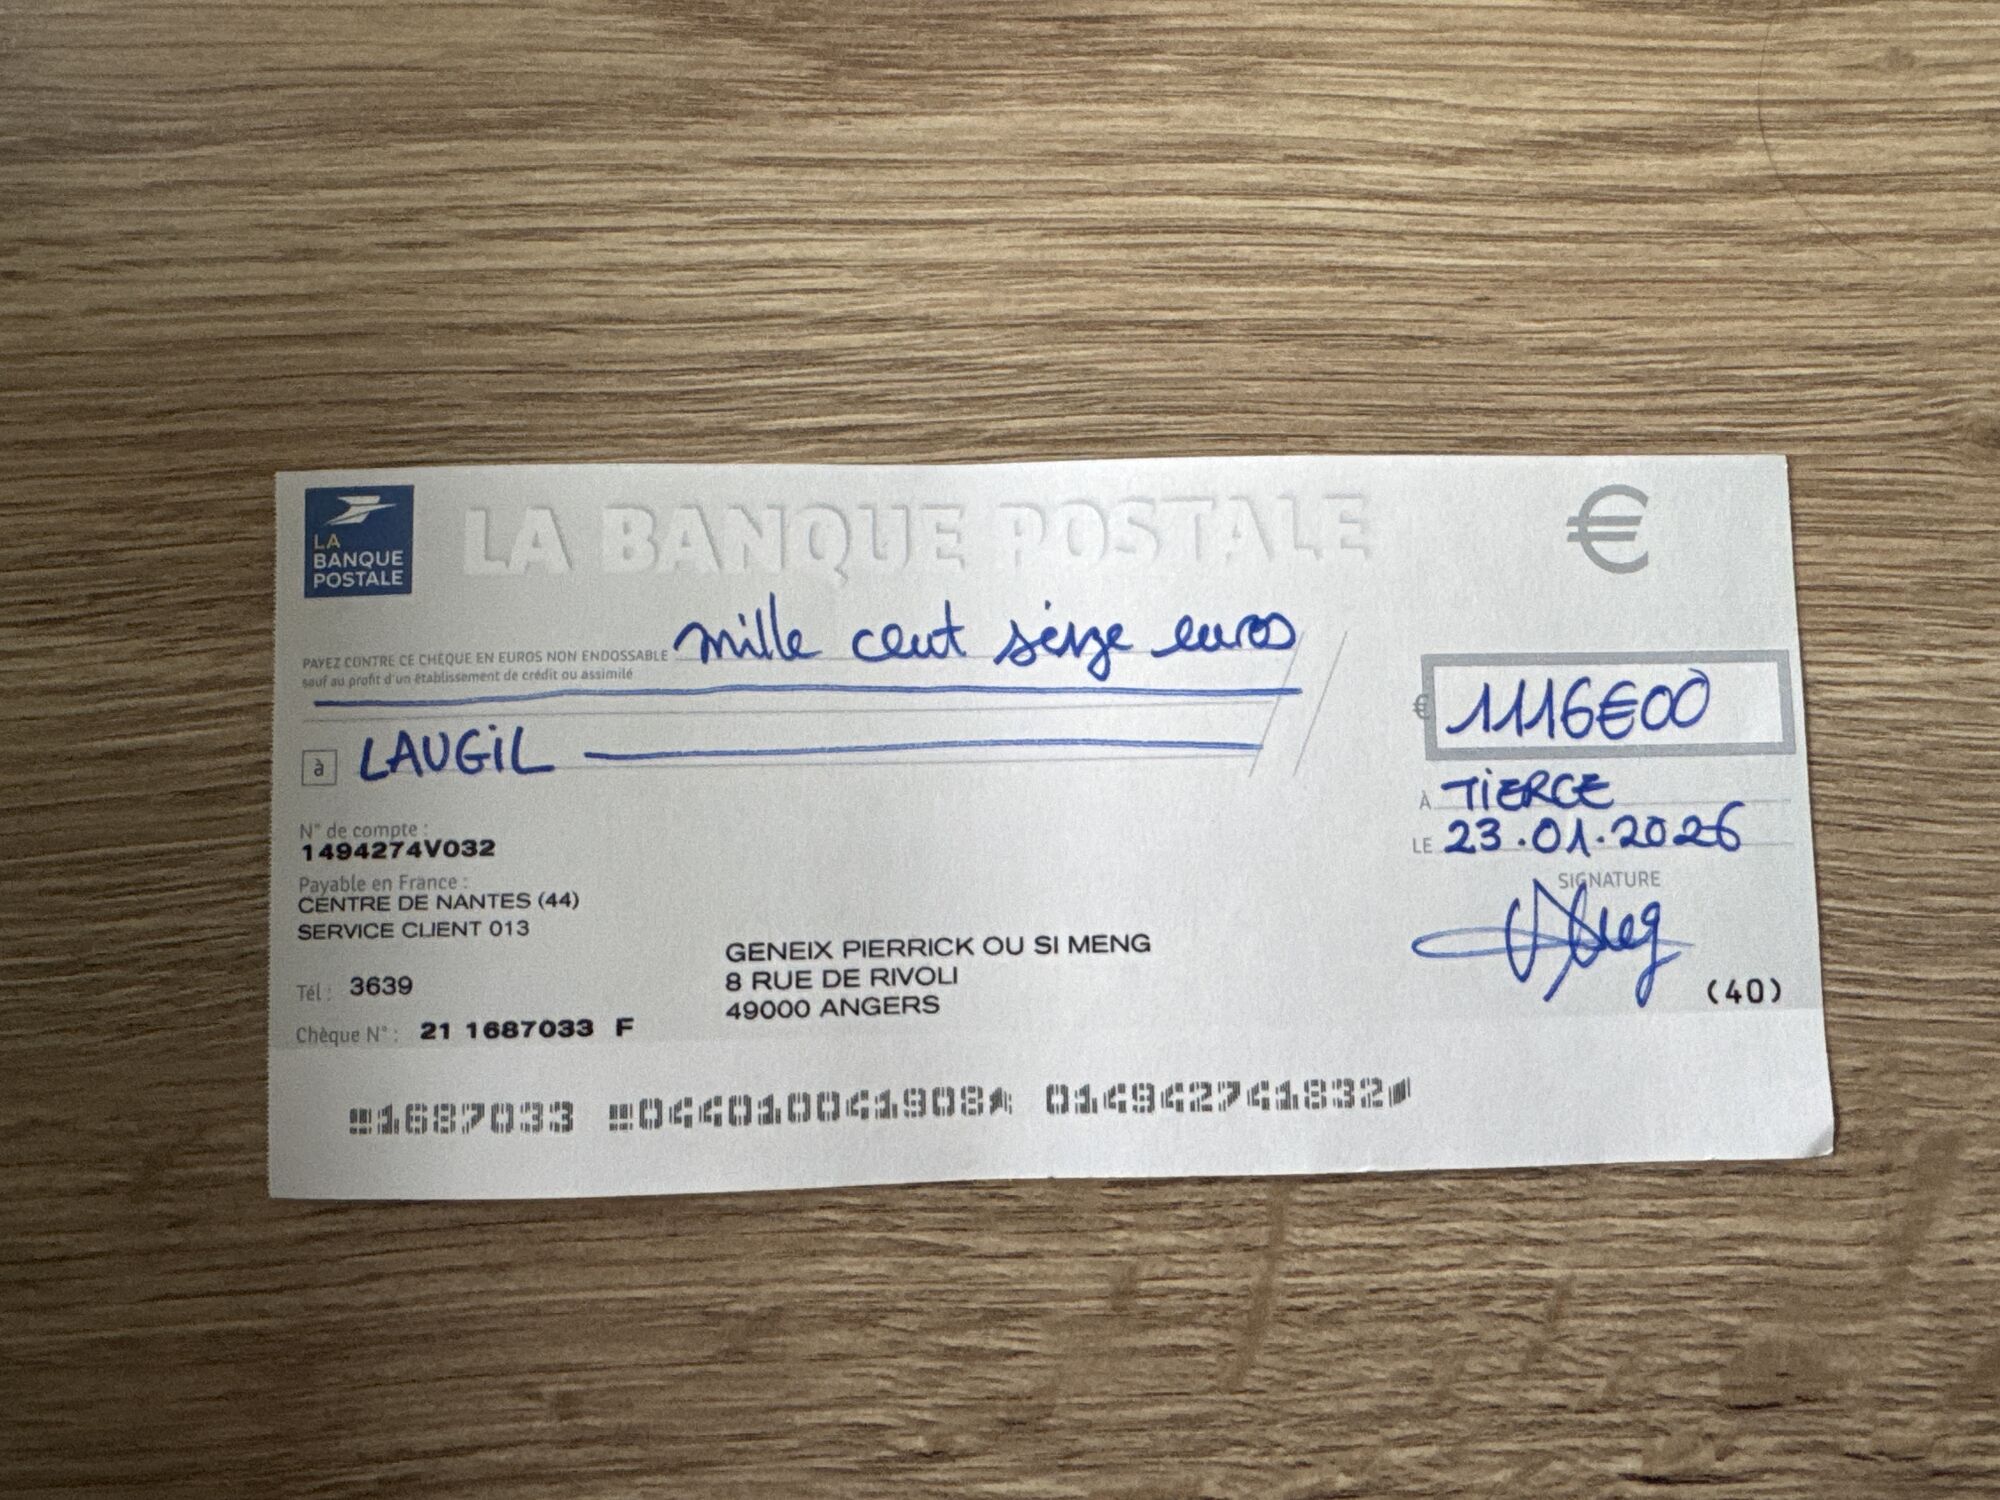 LA BANQUE POSTALE
LA
BANQUE
POSTALE
€
PAYEZ CONTRE CE CHÈQUE EN EUROS NON ENDOSSABLE mille cent seize euros
sauf au profit d'un établissement de crédit ou assimilé
€ 1116€00
à LAUGIL
À TIERCE
LE 23.01.2026
N° de compte :
1494274V032
SIGNATURE
Payable en France :
CENTRE DE NANTES (44)
SERVICE CLIENT 013
GENEIX PIERRICK OU SI MENG
8 RUE DE RIVOLI
49000 ANGERS
Tél : 3639
(40)
Chèque N° : 21 1687033 F
1687033 044010041908 014942741832